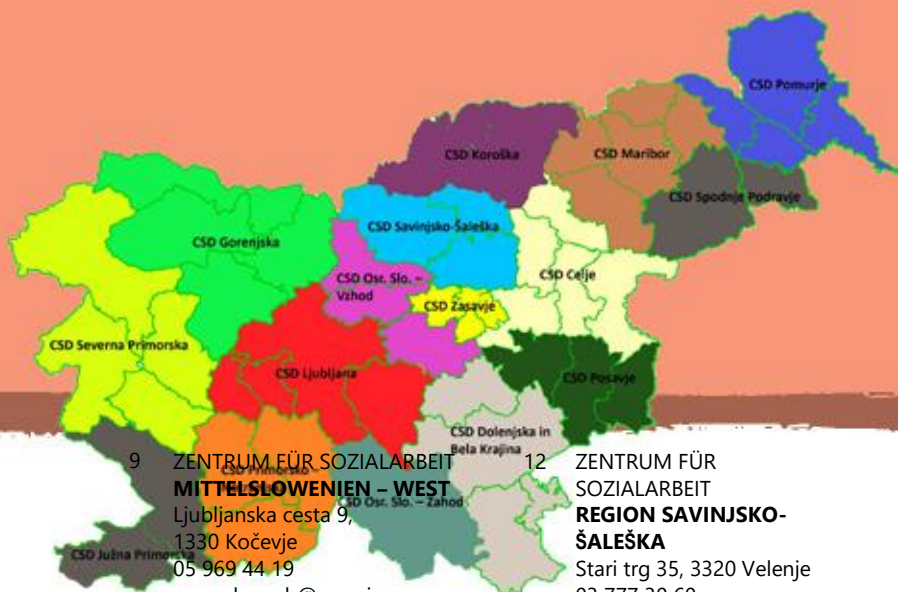 CSD Pomurje
CSD Koroška
CSD Maribor
CSD Spodnje Podravje
CSD Savinjsko-Šaleška
CSD Gorenjska
CSD Celje
CSD Osr. Slo. –
Vzhod
CSD Zasavje
CSD Severna Primorska
CSD Ljubljana
CSD Posavje
CSD Dolenjska in
Bela Krajina
CSD Primorsko –
SD Osr. Slo. – Zahod
CSD Južna Primorska
9 ZENTRUM FÜR SOZIALARBEIT
MITTELSLOWENIEN – WEST
Ljubljanska cesta 9,
1330 Kočevje
05 969 44 19
12 ZENTRUM FÜR
SOZIALARBEIT
REGION SAVINJSKO-
ŠALEŠKA
Stari trg 35, 3320 Velenje